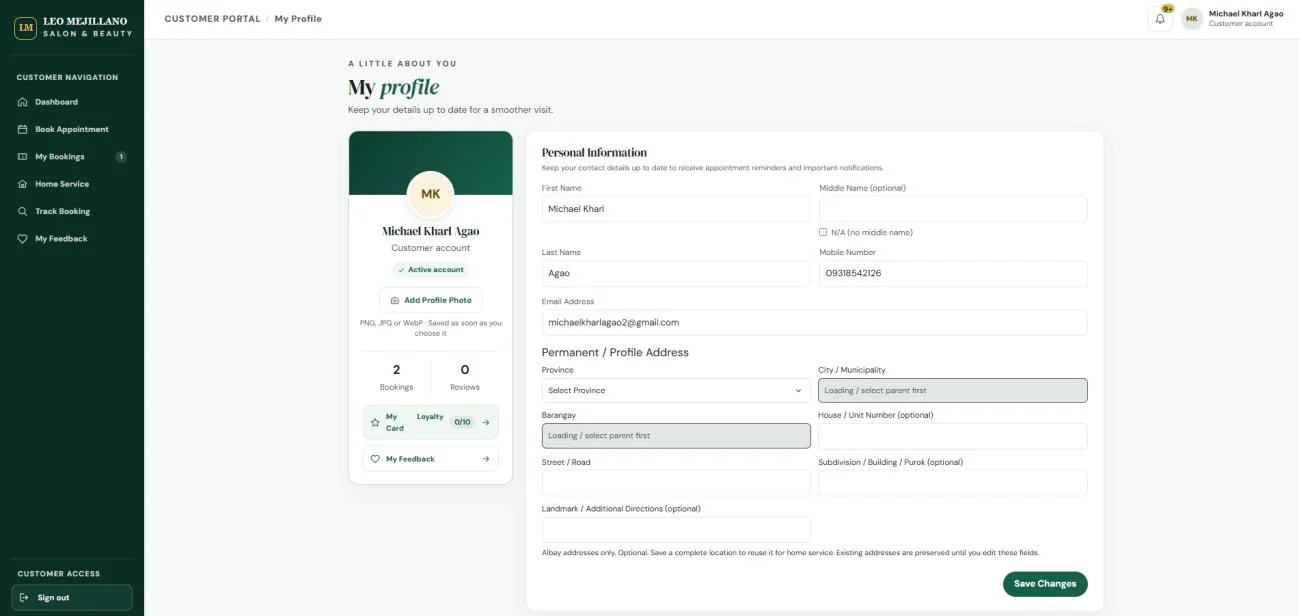 LM
LEO MEJILLANO
SALON & BEAUTY
CUSTOMER NAVIGATION
Dashboard
Book Appointment
My Bookings 1
Home Service
Track Booking
My Feedback
CUSTOMER ACCESS
Sign out
CUSTOMER PORTAL / My Profile
9+
MK
Michael Kharl Agao
Customer account
A LITTLE ABOUT YOU
My profile
Keep your details up to date for a smoother visit.
MK
Michael Kharl Agao
Customer account
Active account
Add Profile Photo
PNG, JPG or WebP · Saved as soon as you
choose it
2 0
Bookings Reviews
My Loyalty
Card 0/10
My Feedback
Personal Information
Keep your contact details up to date to receive appointment reminders and important notifications.
First Name Middle Name (optional)
Michael Kharl
N/A (no middle name)
Last Name Mobile Number
Agao 09318542126
Email Address
michaelkharlagao2@gmail.com
Permanent / Profile Address
Province City / Municipality
Select Province Loading / select parent first
Barangay House / Unit Number (optional)
Loading / select parent first
Street / Road Subdivision / Building / Purok (optional)
Landmark / Additional Directions (optional)
Albay addresses only. Optional. Save a complete location to reuse it for home service. Existing addresses are preserved until you edit these fields.
Save Changes